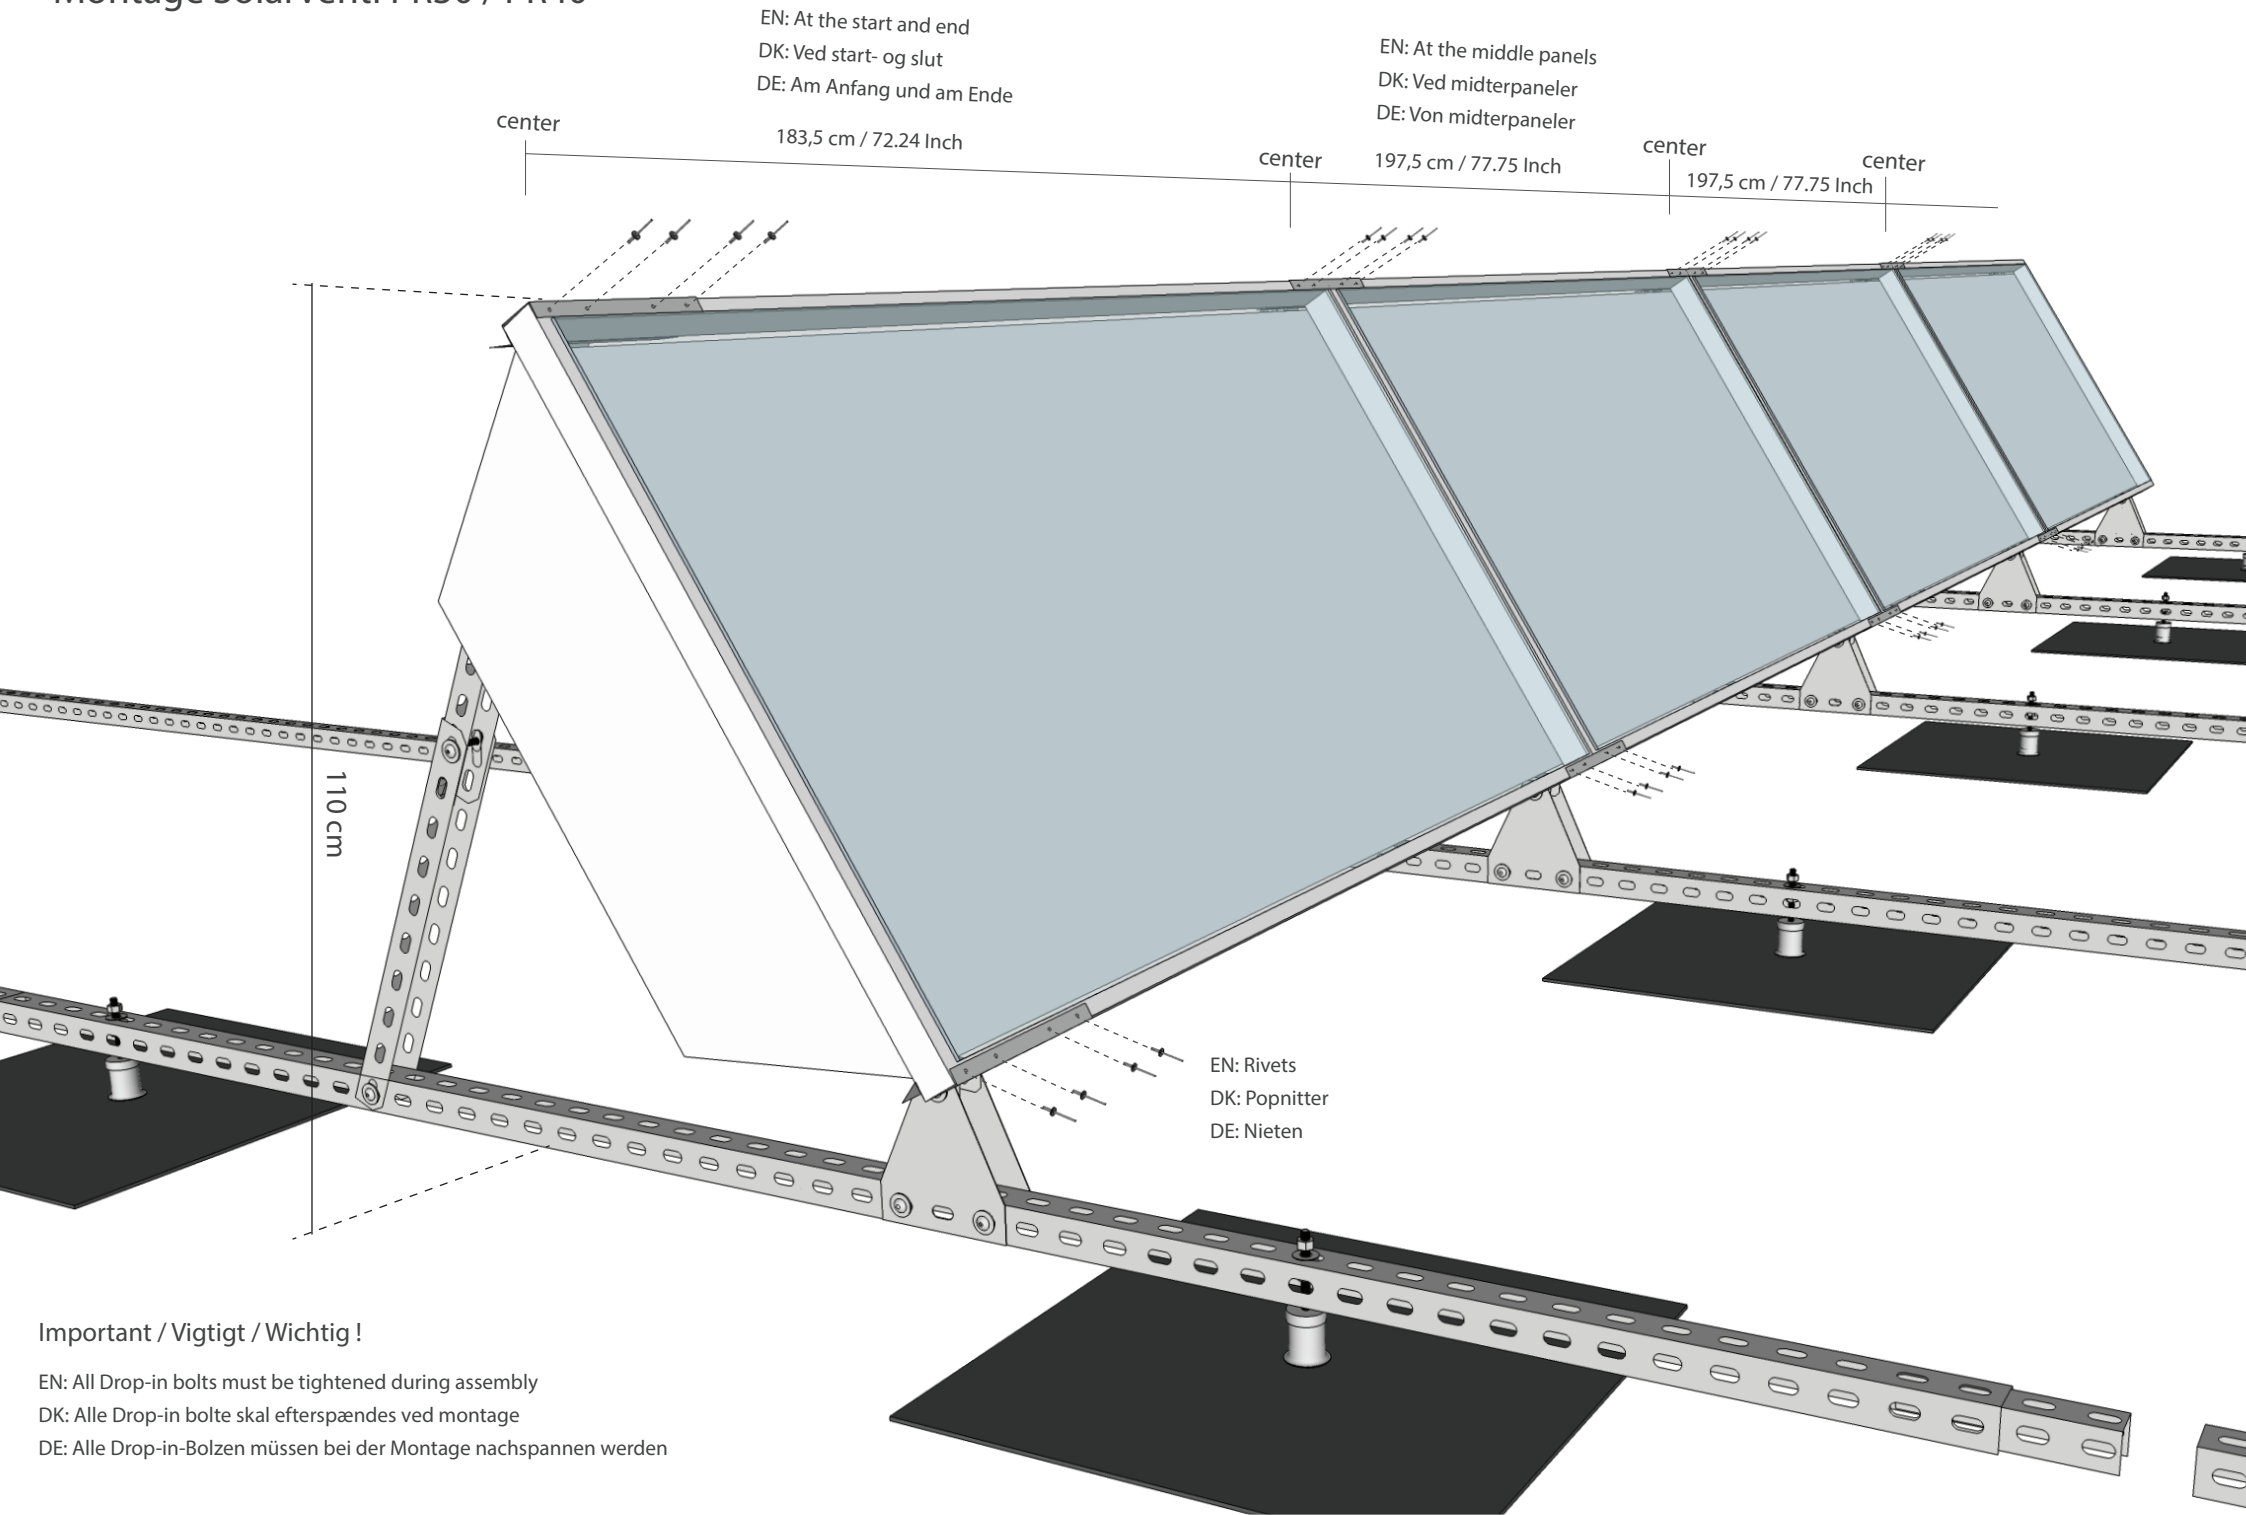 EN: At the start and end
DK: Ved start- og slut
DE: Am Anfang und am Ende
EN: At the middle panels
DK: Ved midterpaneler
DE: Von midterpaneler
center
183,5 cm / 72.24 Inch
center
197,5 cm / 77.75 Inch
center
197,5 cm / 77.75 Inch
center
110 cm
EN: Rivets
DK: Popnitter
DE: Nieten
Important / Vigtigt / Wichtig !
EN: All Drop-in bolts must be tightened during assembly
DK: Alle Drop-in bolte skal efterspændes ved montage
DE: Alle Drop-in-Bolzen müssen bei der Montage nachspannen werden